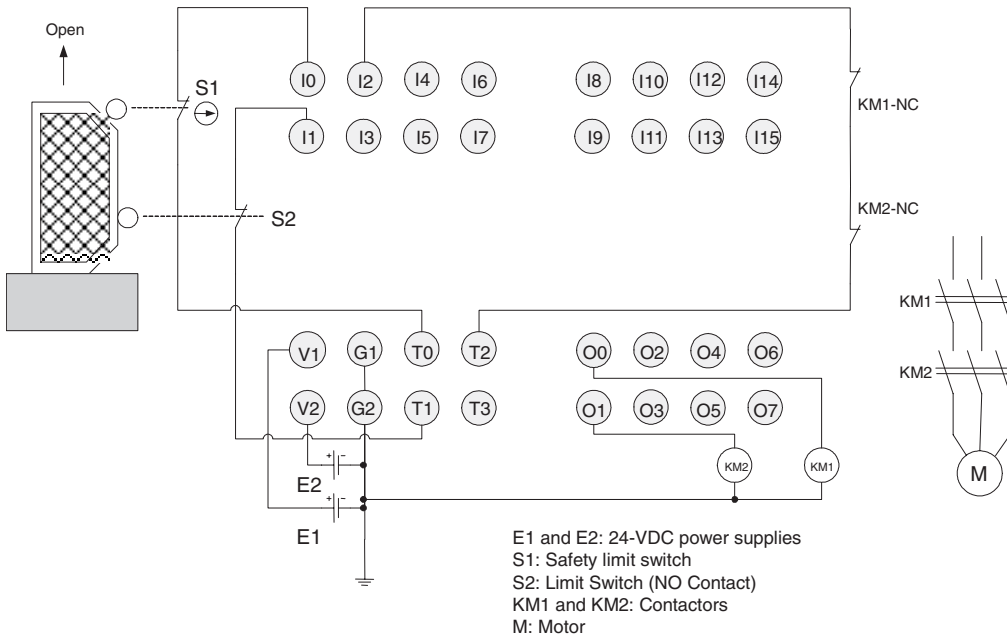 Open
S1
I0 I2 I4 I6 I8 I10 I12 I14
KM1-NC
I1 I3 I5 I7 I9 I11 I13 I15
S2
KM2-NC
KM1
V1 G1 T0 T2 O0 O2 O4 O6
KM2
V2 G2 T1 T3 O1 O3 O5 O7
+ −
E2
KM2 KM1
M
+ −
E1
E1 and E2: 24-VDC power supplies
S1: Safety limit switch
S2: Limit Switch (NO Contact)
KM1 and KM2: Contactors
M: Motor